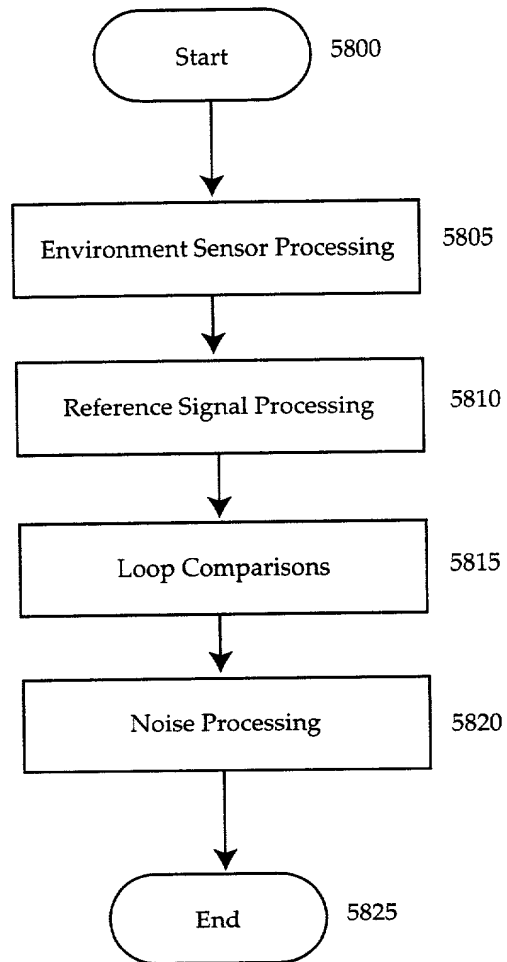 Start 5800
Environment Sensor Processing 5805
Reference Signal Processing 5810
Loop Comparisons 5815
Noise Processing 5820
End 5825